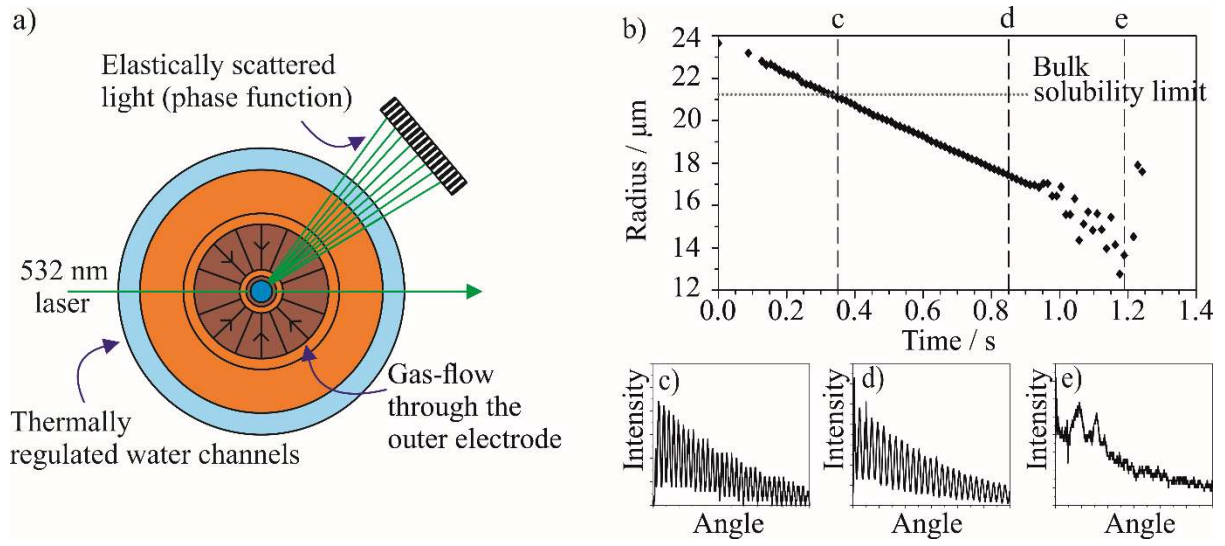 a)
Elastically scattered
light (phase function)
532 nm
laser
Thermally
regulated water channels
Gas-flow
through the
outer electrode
b)
c d e
24
22
20
18
16
14
12
Radius / µm
Bulk
solubility limit
0.0 0.2 0.4 0.6 0.8 1.0 1.2 1.4
Time / s
c)
Intensity
Angle
d)
Intensity
Angle
e)
Intensity
Angle